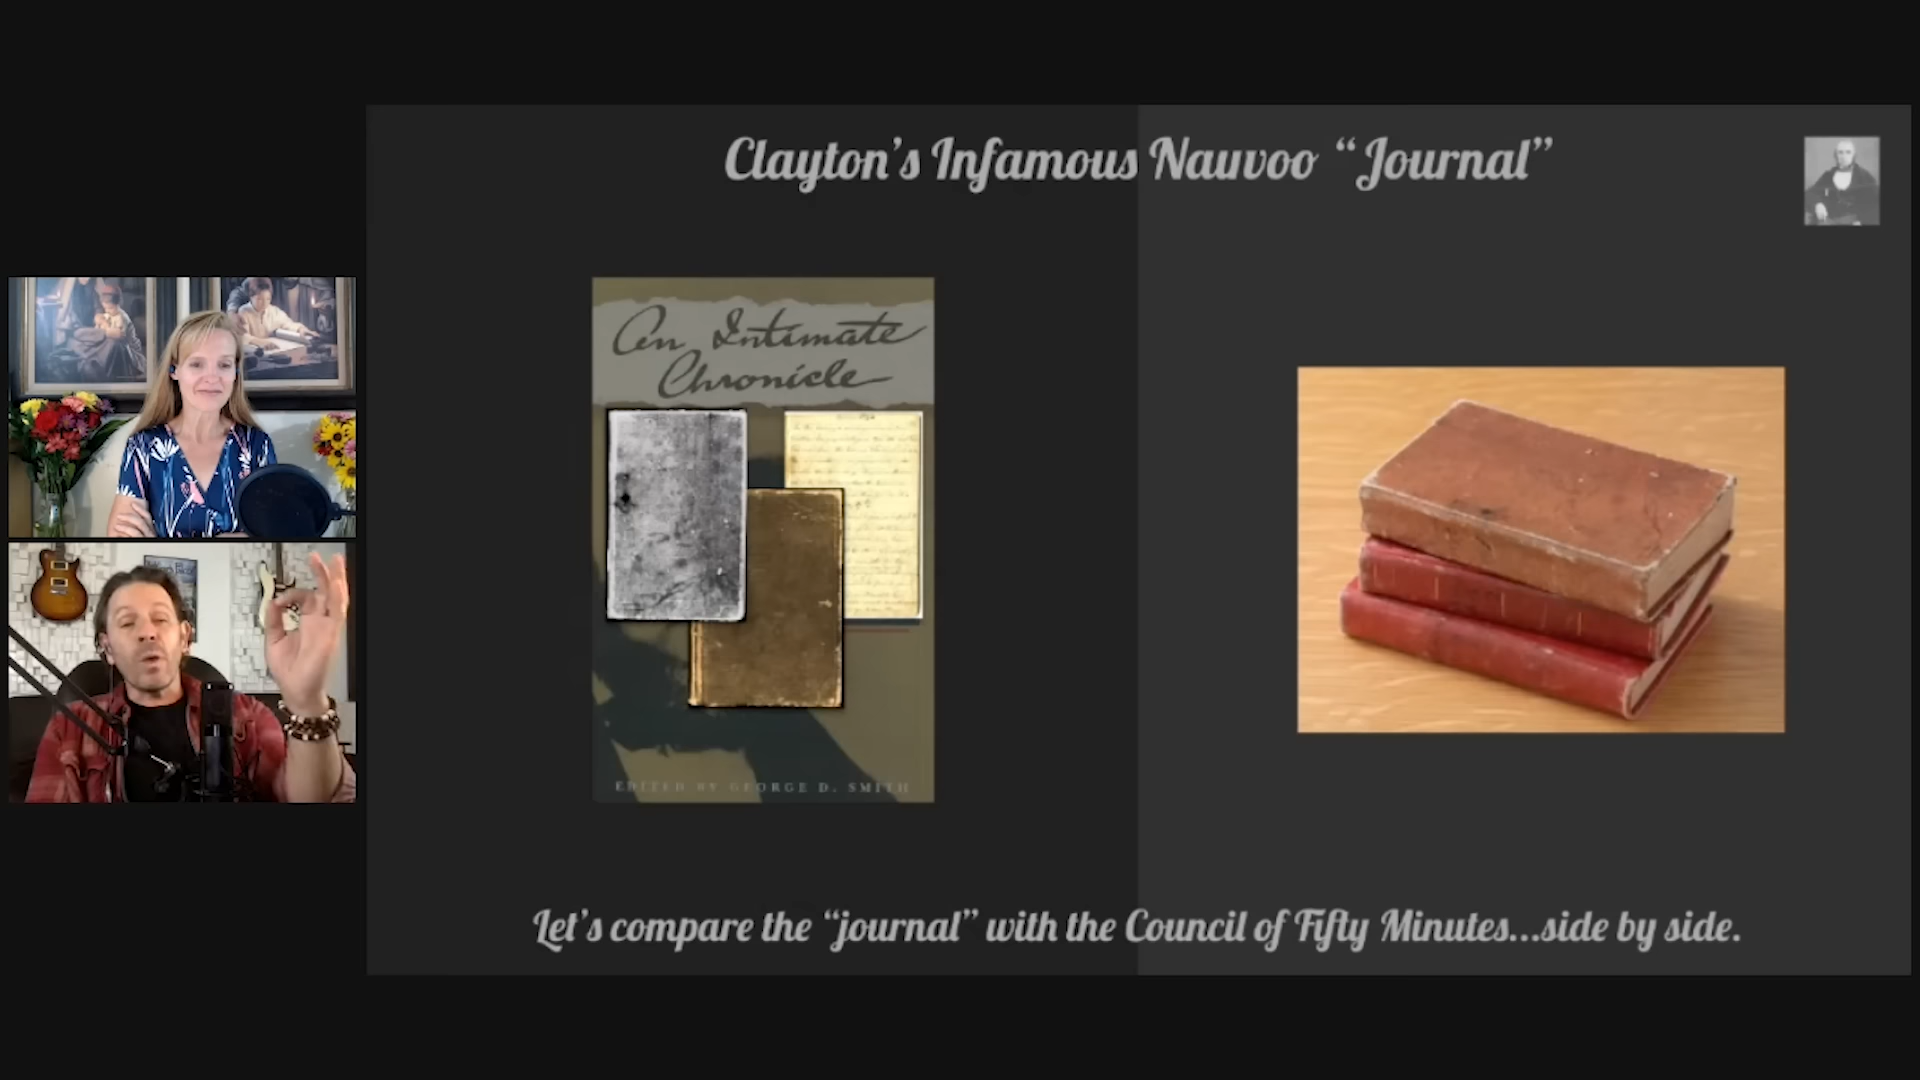 Clayton’s Infamous Nauvoo “Journal”
An Intimate
Chronicle
EDITED BY GEORGE D. SMITH
Let’s compare the “journal” with the Council of Fifty Minutes...side by side.